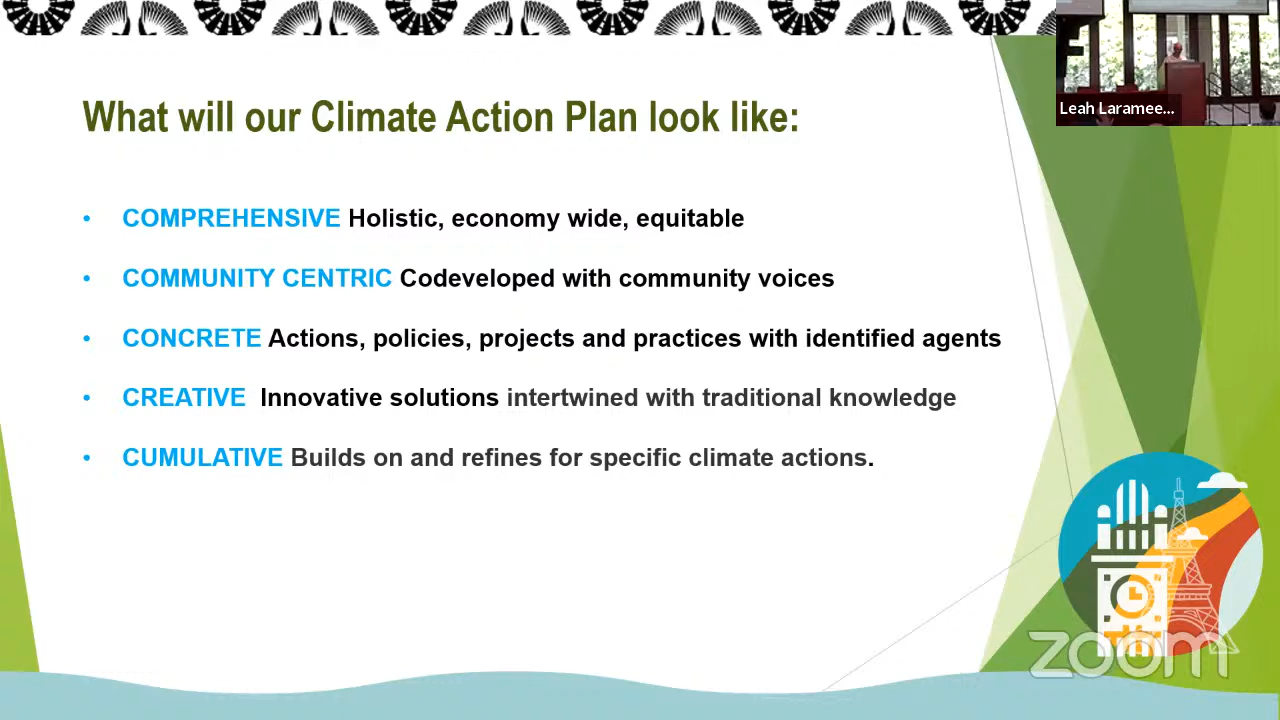 Leah Laramee...
What will our Climate Action Plan look like:
• COMPREHENSIVE Holistic, economy wide, equitable
• COMMUNITY CENTRIC Codeveloped with community voices
• CONCRETE Actions, policies, projects and practices with identified agents
• CREATIVE Innovative solutions intertwined with traditional knowledge
• CUMULATIVE Builds on and refines for specific climate actions.
zoom